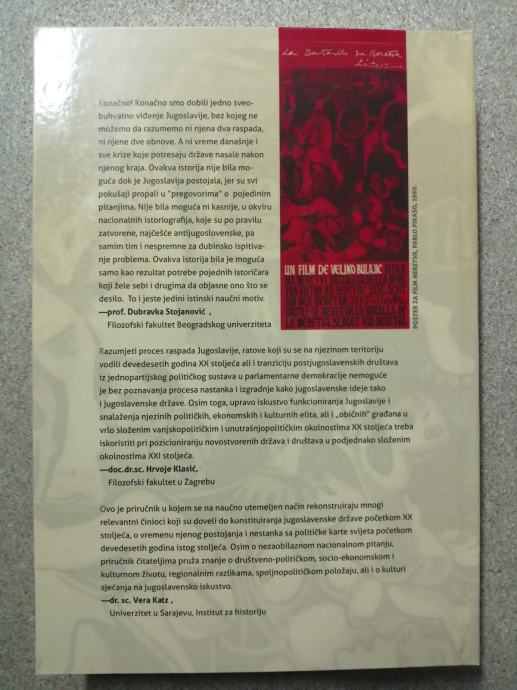 La Bataille de Neretva
Konačno! Konačno smo dobili jedno sveo-
buhvatno viđenje Jugoslavije, bez kojeg ne
možemo da razumemo ni njena dva raspada,
ni njene dve obnove. A ni vreme današnje i
sve krize koje potresaju države nasale nakon
njenog kraja. Ovakva istorija nije bila mo-
guća dok je Jugoslavija postojala, jer su svi
pokušaji propali u "pregovorima" o pojedinim
pitanjima. Nije bila moguća ni kasnije, u okviru
nacionalnih istoriografija, koje su po pravilu
zatvorene, najčešće antijugoslovenske, pa
samim tim i nespremne za dubinsko ispitiva-
nje problema. Ovakva istorija bila je moguća
samo kao rezultat potrebe pojednih istoričara
koji žele sebi i drugima da objasne ono što se
desilo. To i jeste jedini istinski naučni motiv.
—prof. Dubravka Stojanović ,
Filozofski fakultet Beogradskog univerziteta
UN FILM DE VELJKO BULAJIC
POSTER ZA FILM NERETVA, PABLO PIKASO, 1969.
Razumjeti proces raspada Jugoslavije, ratove koji su se na njezinom teritoriju
vodili devedesetih godina XX stoljeća ali i tranziciju postjugoslavenskih društava
iz jednopartijskog političkog sustava u parlamentarne demokracije nemoguće
je bez poznavanja procesa nastanka i izgradnje kako jugoslavenske ideje tako
i jugoslavenske države. Osim toga, upravo iskustvo funkcioniranja Jugoslavije i
snalaženja njezinih političkih, ekonomskih i kulturnih elita, ali i „običnih“ građana u
vrlo složenim vanjskopolitičkim i unutrašnjopolitičkim okolnostima XX stoljeća treba
iskoristiti pri pozicioniranju novostvorenih država i društava u podjednako složenim
okolnostima XXI stoljeća.
—doc.dr.sc. Hrvoje Klasić,
Filozofski fakultet u Zagrebu
Ovo je priručnik u kojem se na naučno utemeljen način rekonstruiraju mnogi
relevantni činioci koji su doveli do konstituiranja jugoslavenske države početkom XX
stoljeća, o vremenu njenog postojanja i nestanka sa političke karte svijeta početkom
devedesetih godina istog stoljeća. Osim o nezaobilaznom nacionalnom pitanju,
priručnik čitateljima pruža znanje o društveno-političkom, socio-ekonomskom i
kulturnom životu, regionalnim razlikama, spoljnopolitičkom položaju, ali i o kulturi
sjećanja na jugoslavensko iskustvo.
—dr. sc. Vera Katz ,
Univerzitet u Sarajevu, Institut za historiju